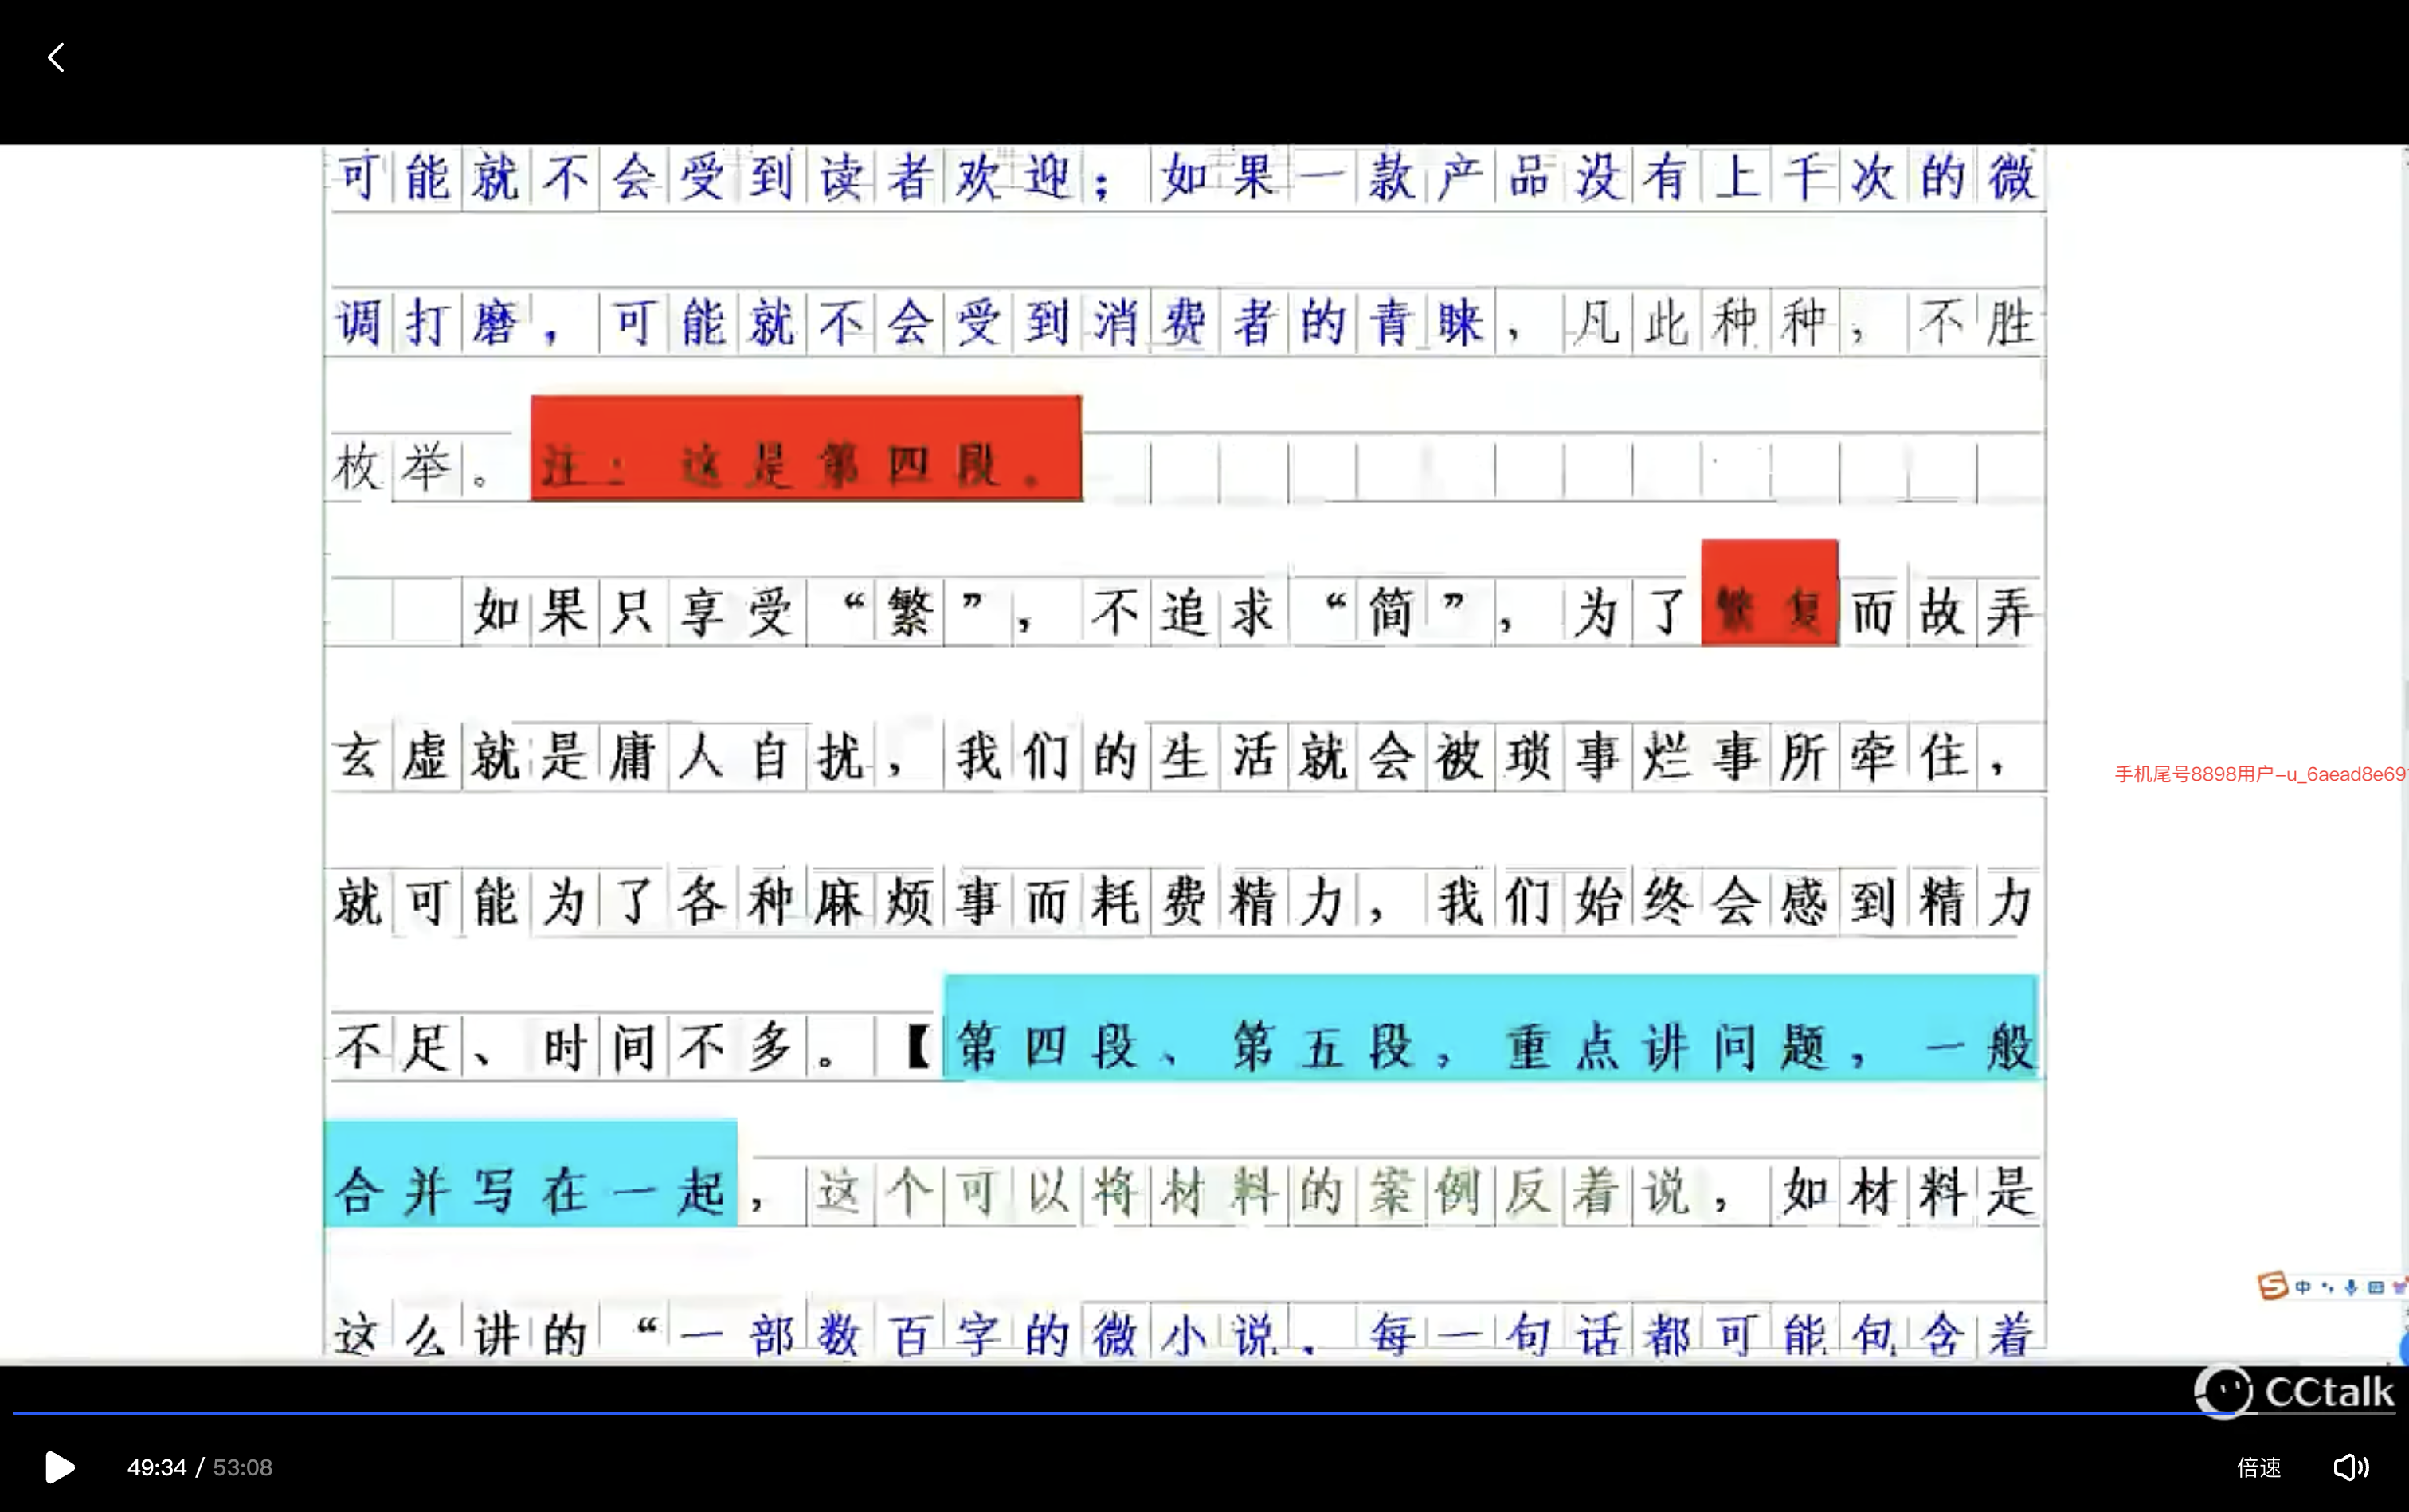 可能就不会受到读者欢迎；如果一款产品没有上千次的微
调打磨，可能就不会受到消费者的青睐，凡此种种，不胜
枚举。注：这是第四段。
如果只享受“繁”，不追求“简”，为了繁复而故弄
玄虚就是庸人自扰，我们的生活就会被琐事烂事所牵住，
就可能为了各种麻烦事而耗费精力，我们始终会感到精力
不足、时间不多。【第四段、第五段，重点讲问题，一般
合并写在一起，这个可以将材料的案例反着说，如材料是
这么讲的“一部数百字的微小说，每一句话都可能包含着
手机尾号8898用户-u_6aead8e69
中
CCtalk
49:34 / 53:08
倍速